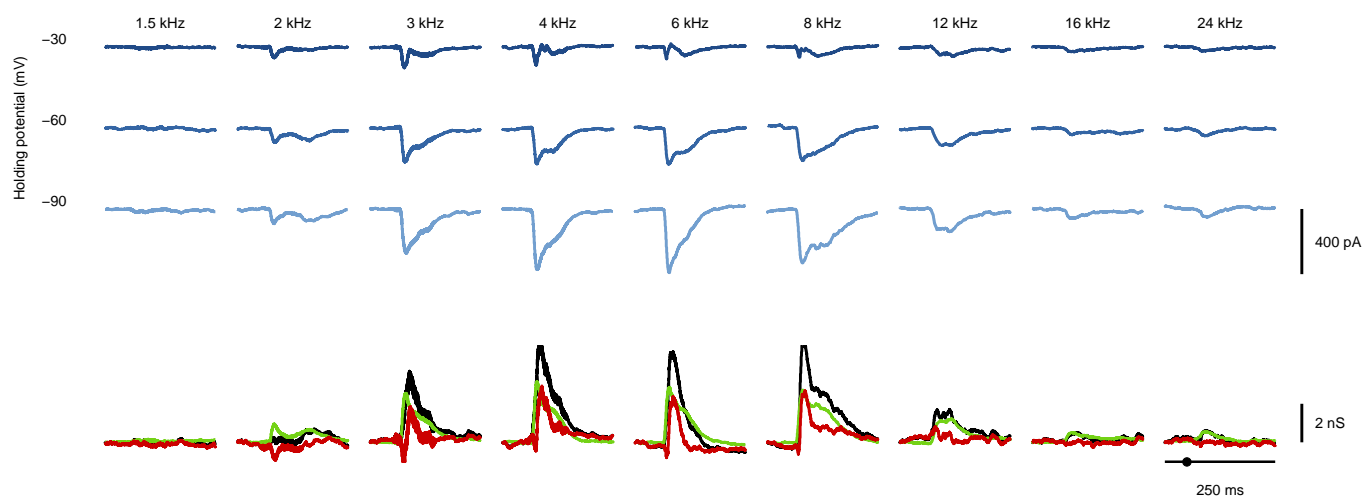 1.5 kHz 2 kHz 3 kHz 4 kHz 6 kHz 8 kHz 12 kHz 16 kHz 24 kHz
−30
−60
−90
Holding potential (mV)
400 pA
2 nS
250 ms